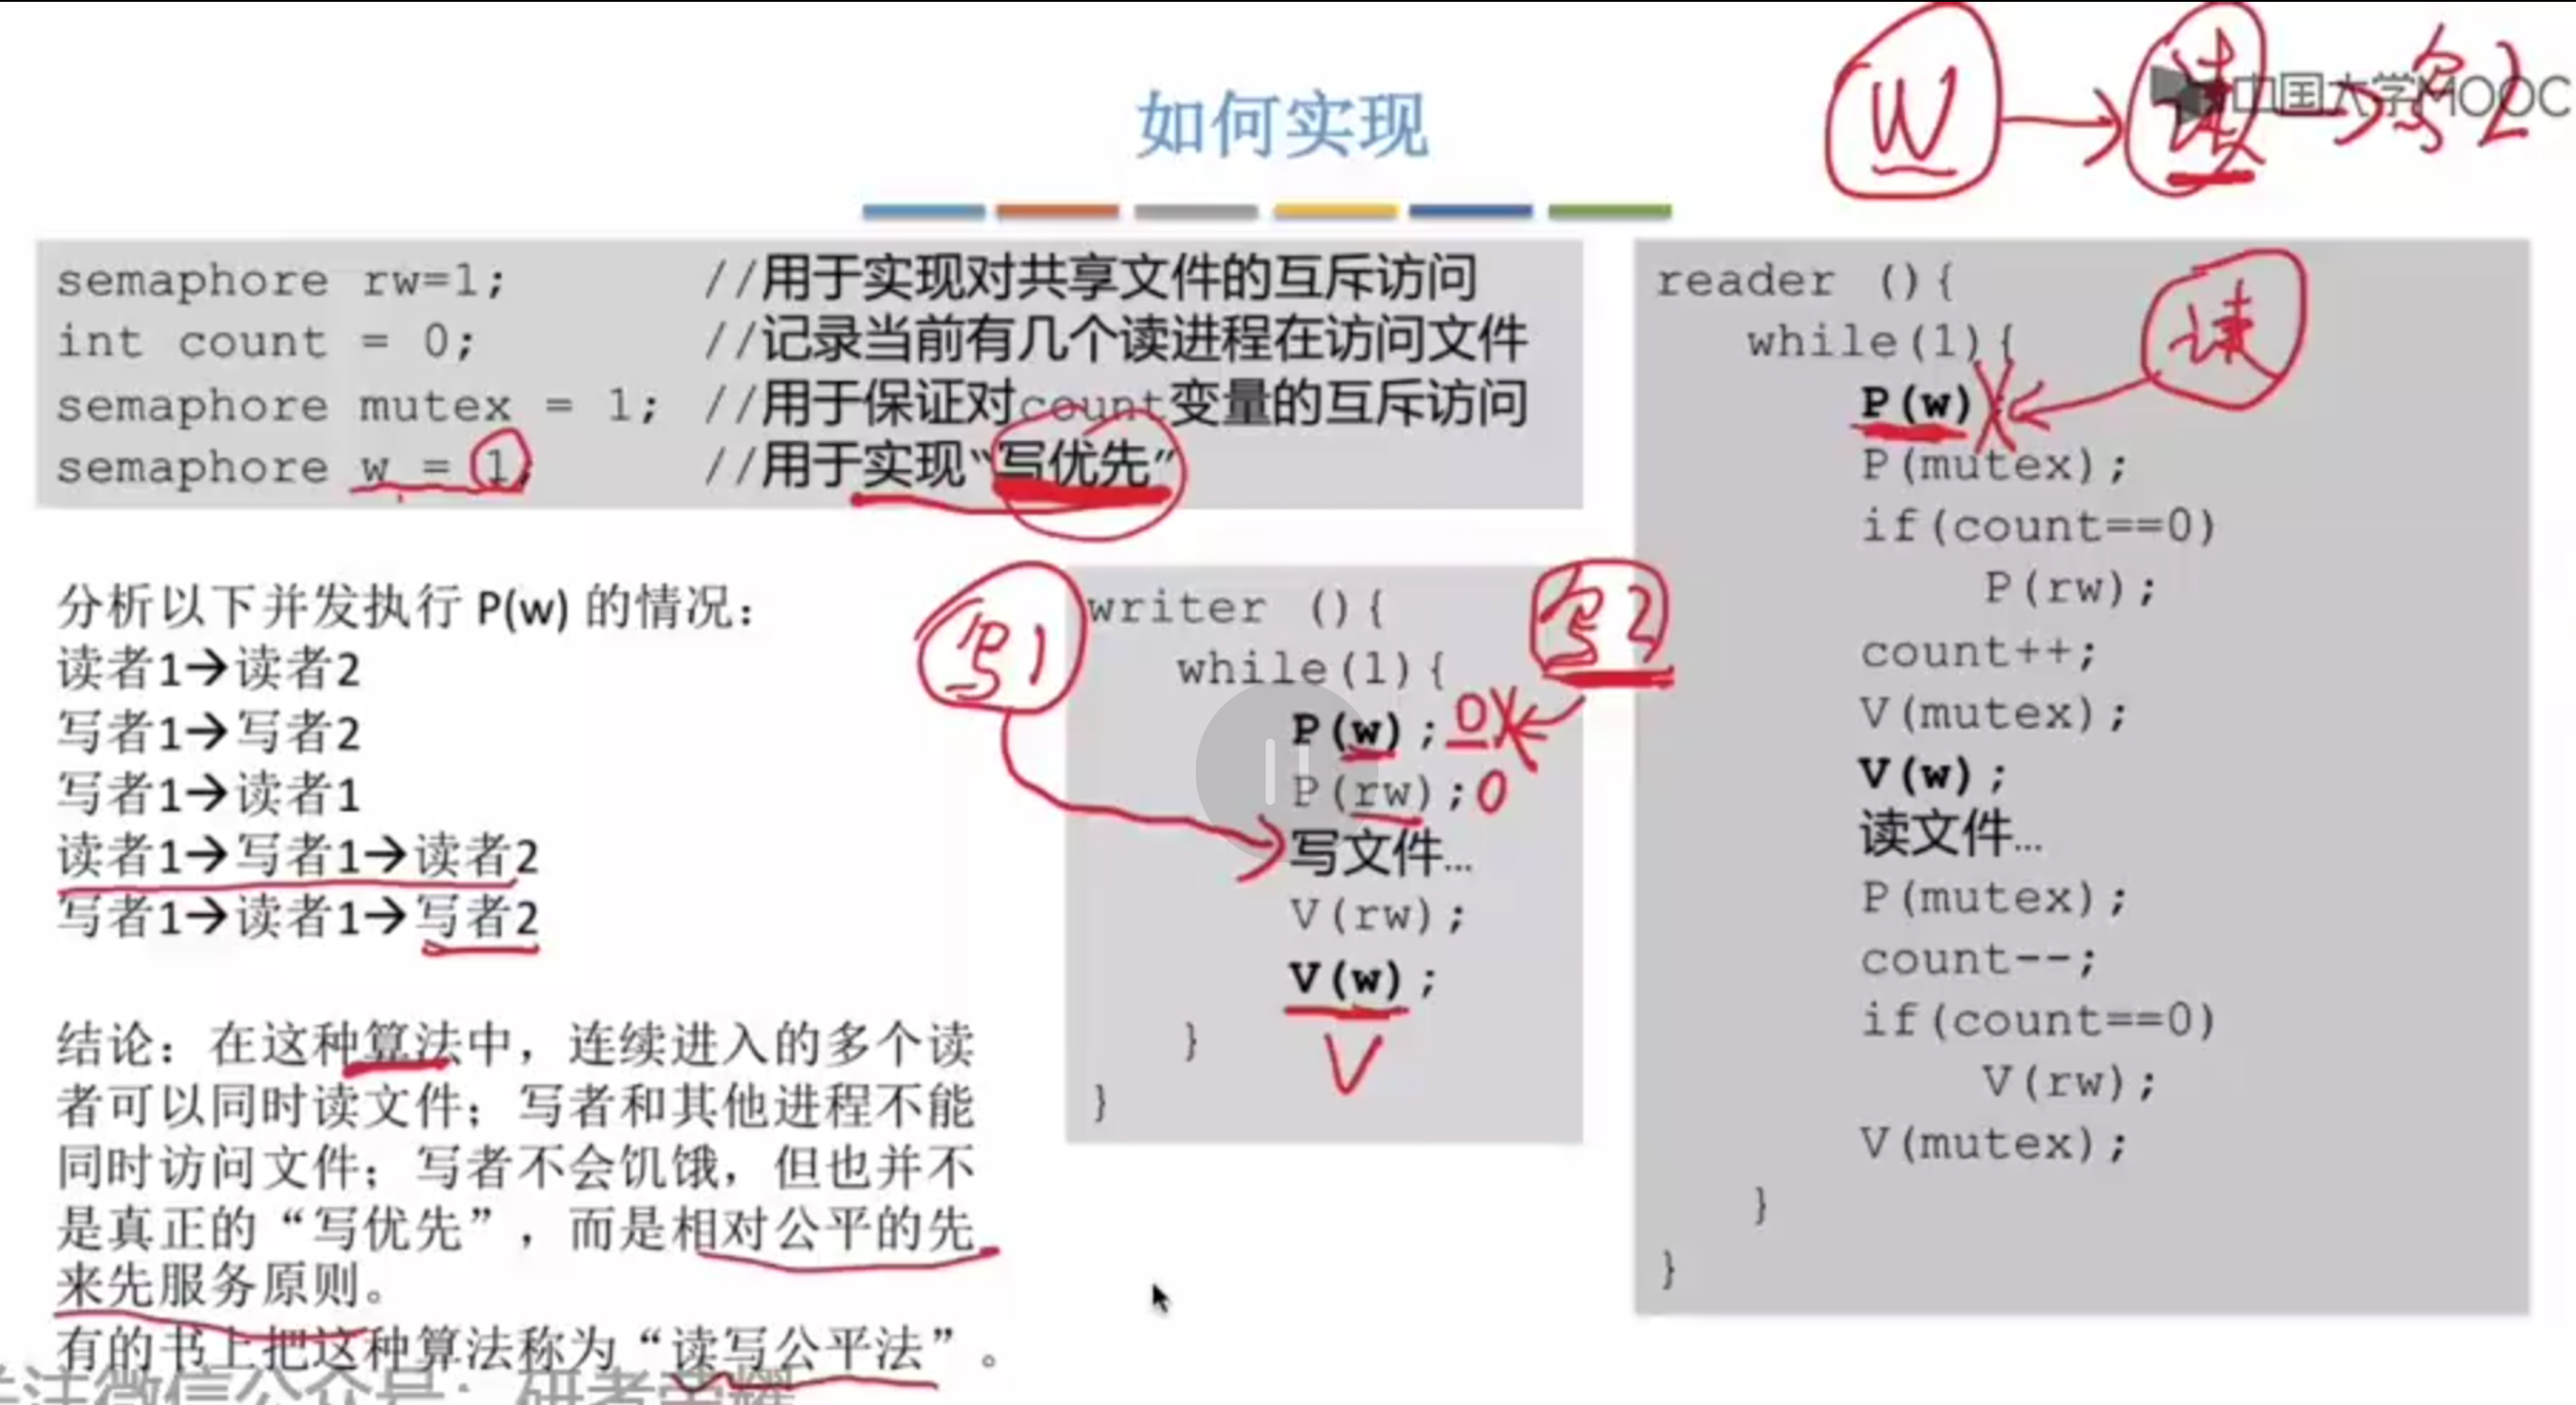 如何实现
W → 读 → 写2
中国大学MOOC
semaphore rw=1; //用于实现对共享文件的互斥访问
int count = 0; //记录当前有几个读进程在访问文件
semaphore mutex = 1; //用于保证对count变量的互斥访问
semaphore w = 1; //用于实现“写优先”
分析以下并发执行 P(w) 的情况：
读者1→读者2
写者1→写者2
写者1→读者1
读者1→写者1→读者2
写者1→读者1→写者2
结论：在这种算法中，连续进入的多个读
者可以同时读文件；写者和其他进程不能
同时访问文件；写者不会饥饿，但也并不
是真正的“写优先”，而是相对公平的先
来先服务原则。
有的书上把这种算法称为“读写公平法”。
写1
写2
writer (){
while(1){
P(w); 0
P(rw); 0
写文件…
V(rw);
V(w);
V
}
}
reader (){
while(1){
读
P(w)
P(mutex);
if(count==0)
P(rw);
count++;
V(mutex);
V(w);
读文件…
P(mutex);
count--;
if(count==0)
V(rw);
V(mutex);
}
}